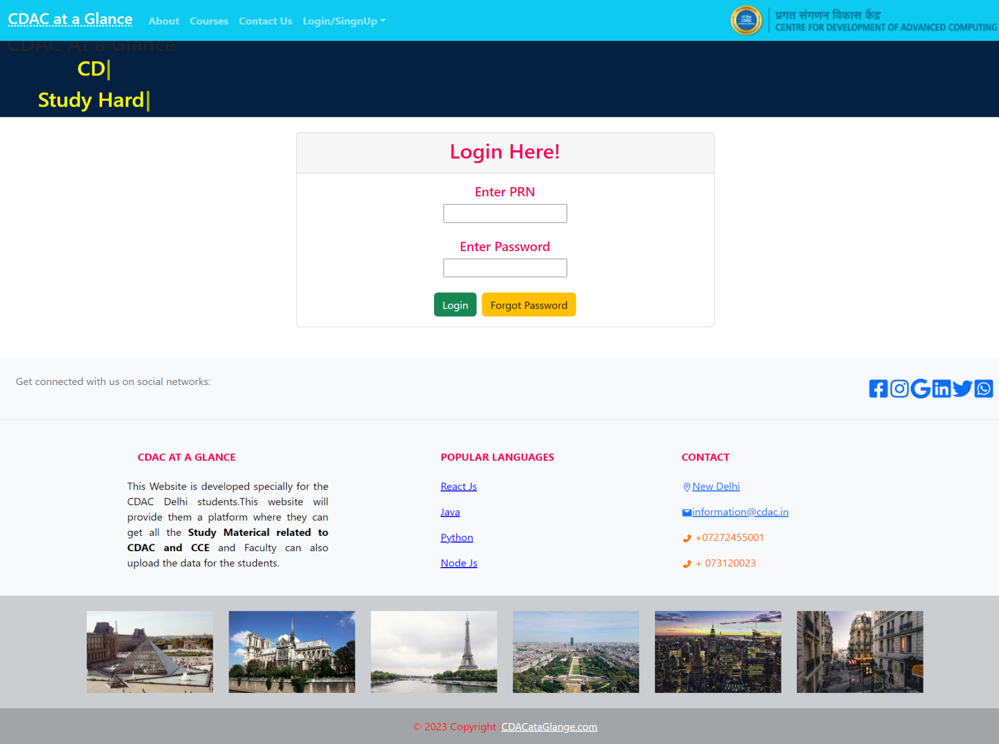 CDAC at a Glance
About
Courses
Contact Us
Login/SingnUp
प्रगत संगणन विकास केंद्र
CENTRE FOR DEVELOPMENT OF ADVANCED COMPUTING
CDAC At a Glance
CD|
Study Hard|
Login Here!
Enter PRN
Enter Password
Login
Forgot Password
Get connected with us on social networks:
CDAC AT A GLANCE
This Website is developed specially for the
CDAC Delhi students.This website will
provide them a platform where they can
get all the Study Materical related to
CDAC and CCE and Faculty can also
upload the data for the students.
POPULAR LANGUAGES
React Js
Java
Python
Node Js
CONTACT
New Delhi
information@cdac.in
+07272455001
+ 073120023
© 2023 Copyright :CDACataGlange.com